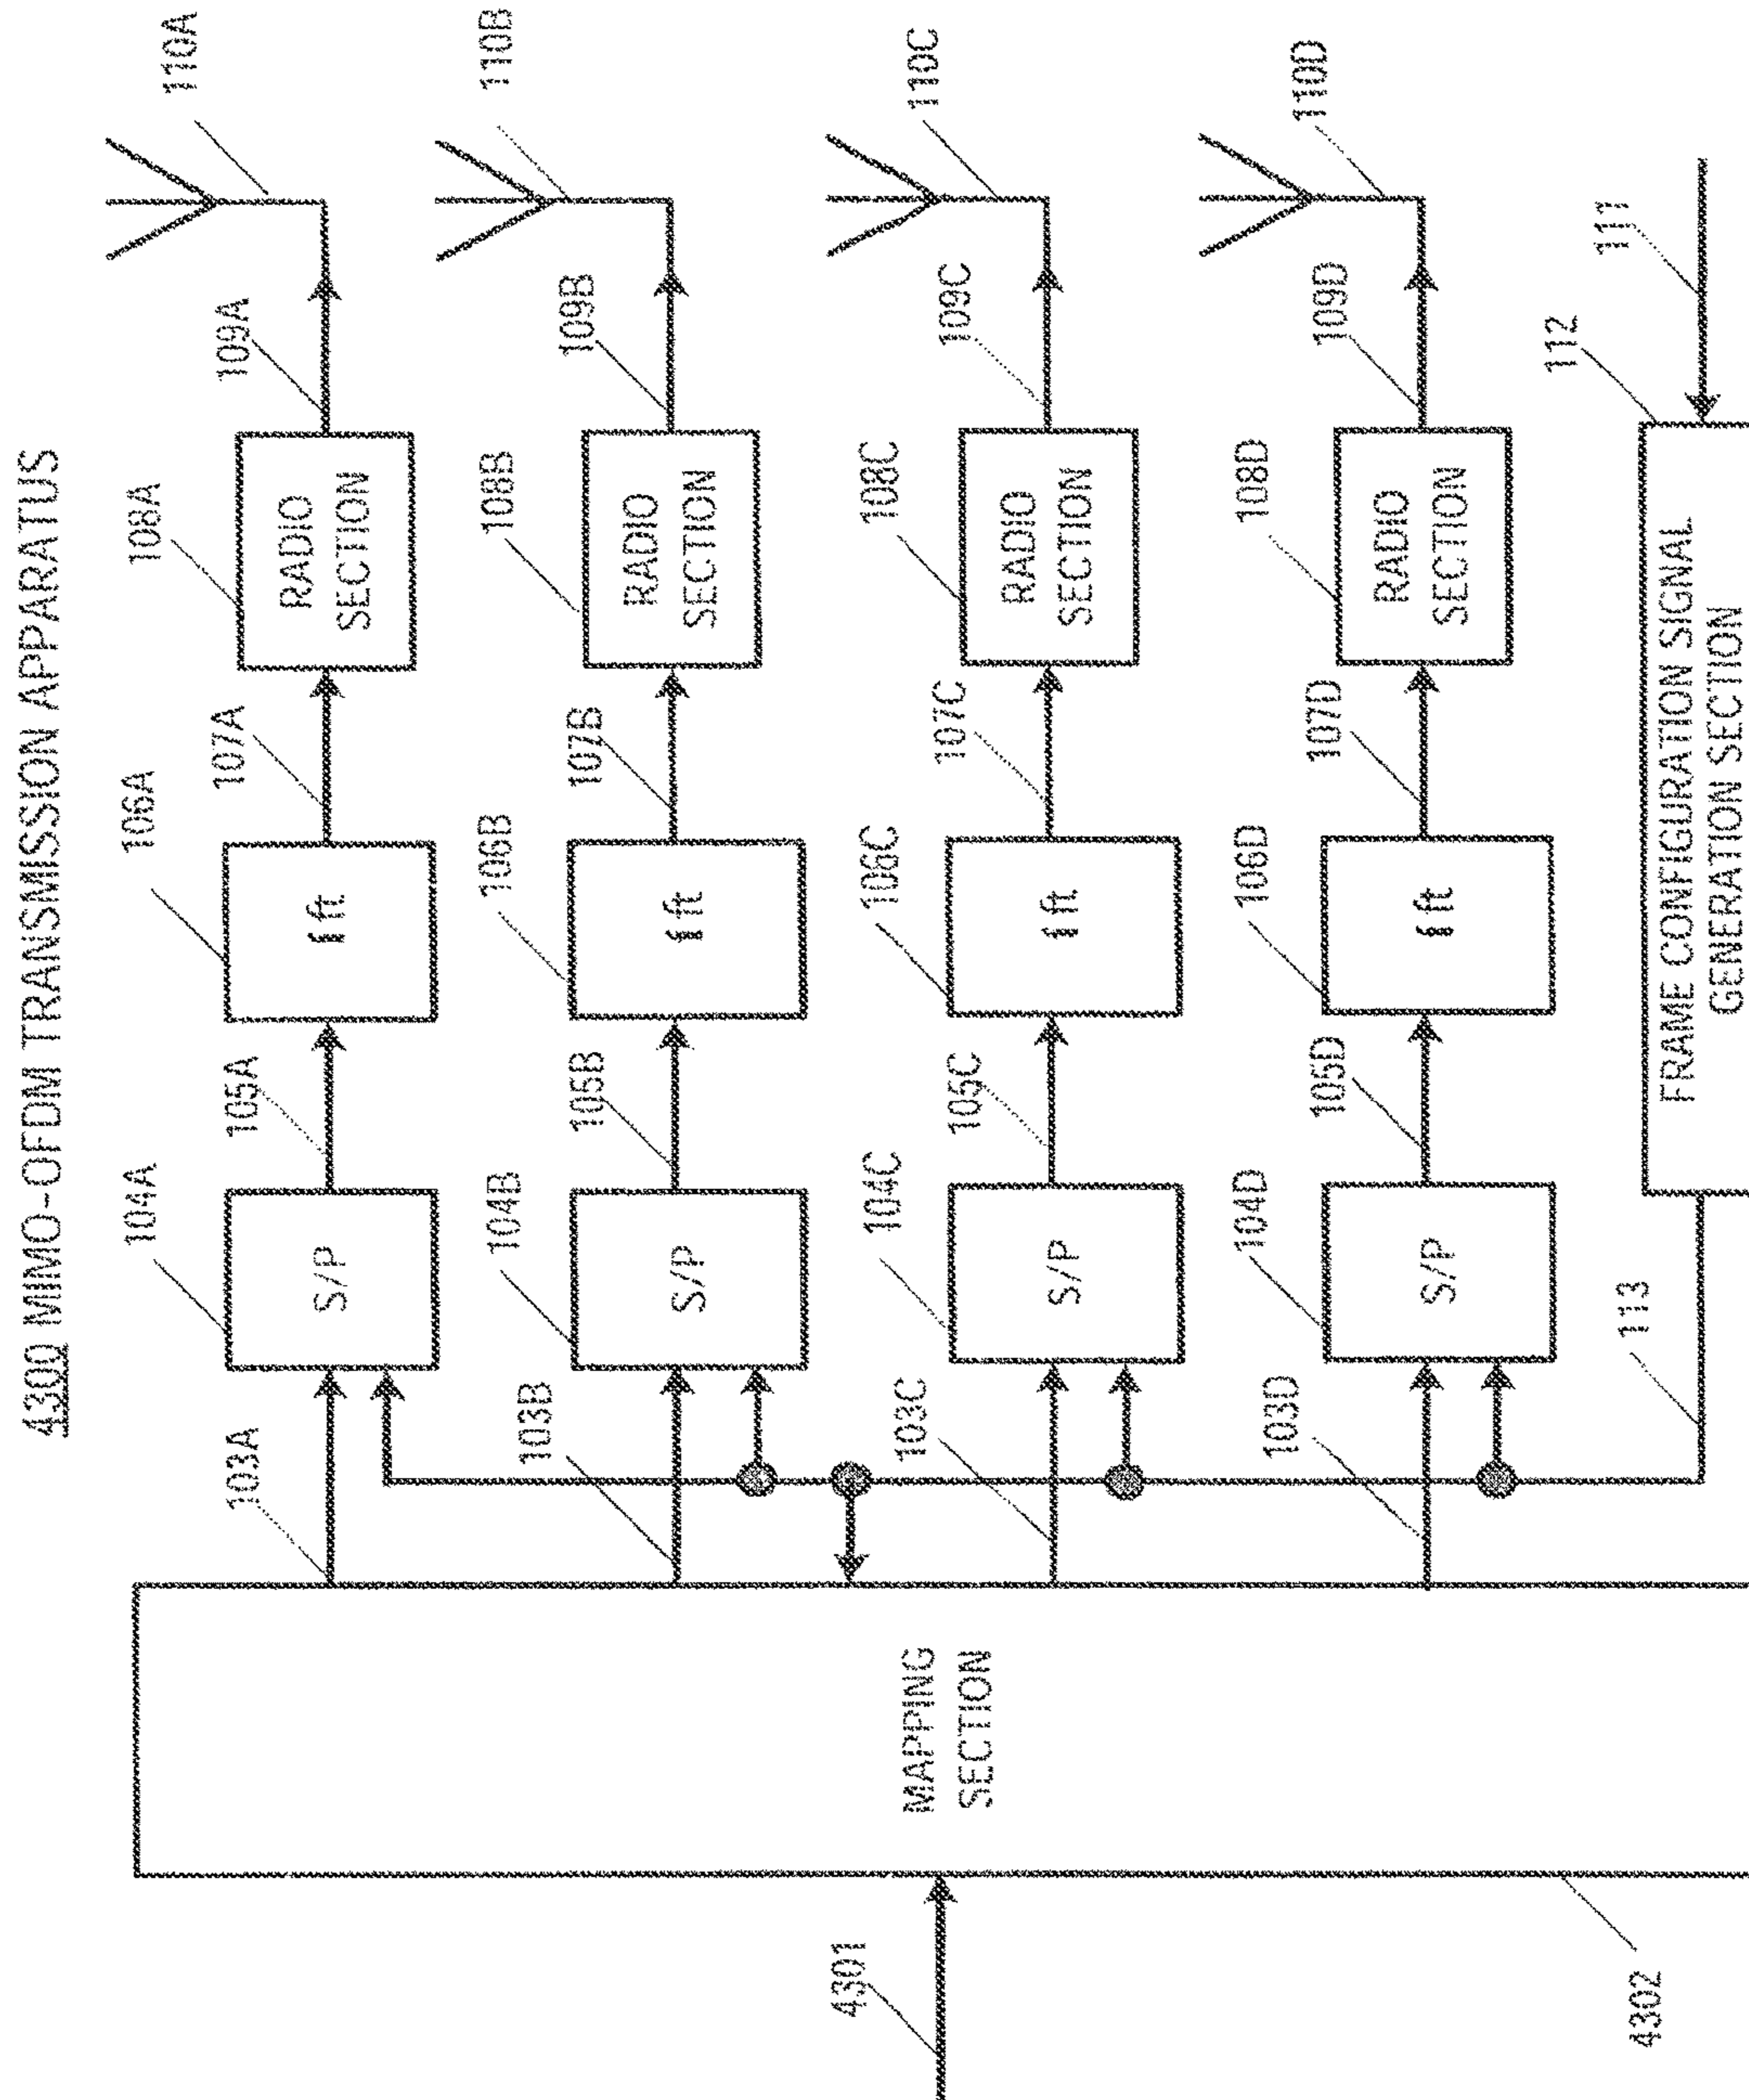 4300 MIMO-OFDM TRANSMISSION APPARATUS
103A
104A
105A
106A
107A
108A
109A
110A
S/P
ifft
RADIO
SECTION
103B
104B
105B
106B
107B
108B
109B
110B
S/P
ifft
RADIO
SECTION
4301
MAPPING
SECTION
103C
104C
105C
106C
107C
108C
109C
110C
S/P
ifft
RADIO
SECTION
103D
104D
105D
106D
107D
108D
109D
110D
S/P
ifft
RADIO
SECTION
4302
113
112
111
FRAME CONFIGURATION SIGNAL
GENERATION SECTION